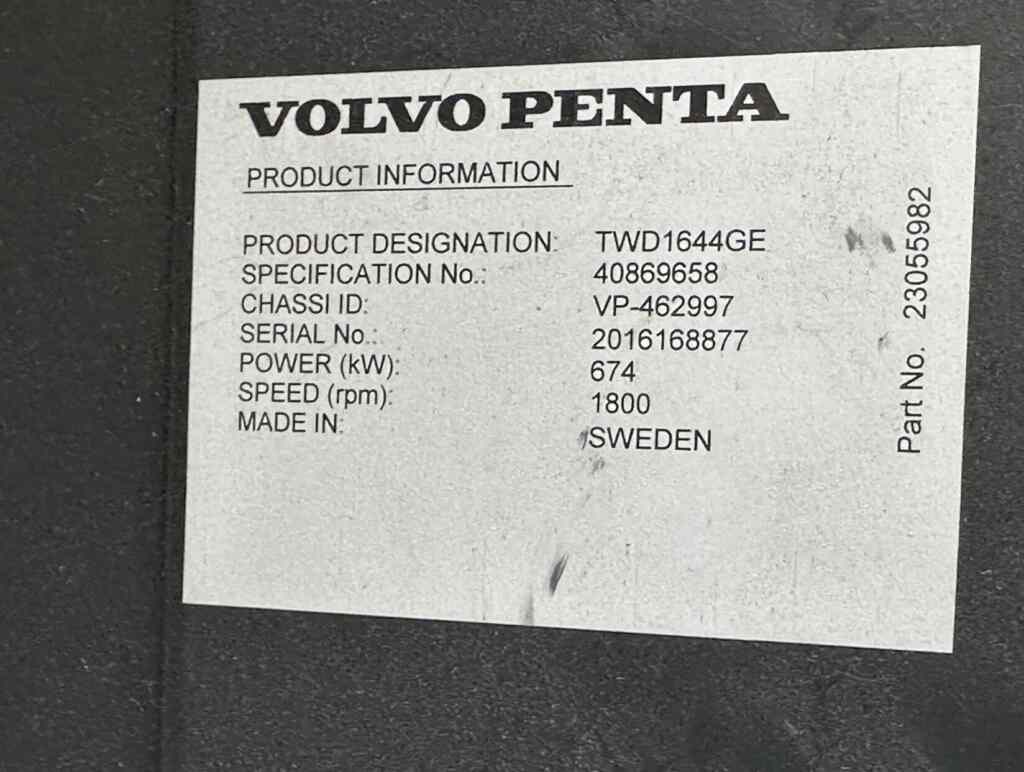 VOLVO PENTA
PRODUCT INFORMATION
PRODUCT DESIGNATION: TWD1644GE
SPECIFICATION No.: 40869658
CHASSI ID: VP-462997
SERIAL No.: 2016168877
POWER (kW): 674
SPEED (rpm): 1800
MADE IN: SWEDEN
Part No. 23055982